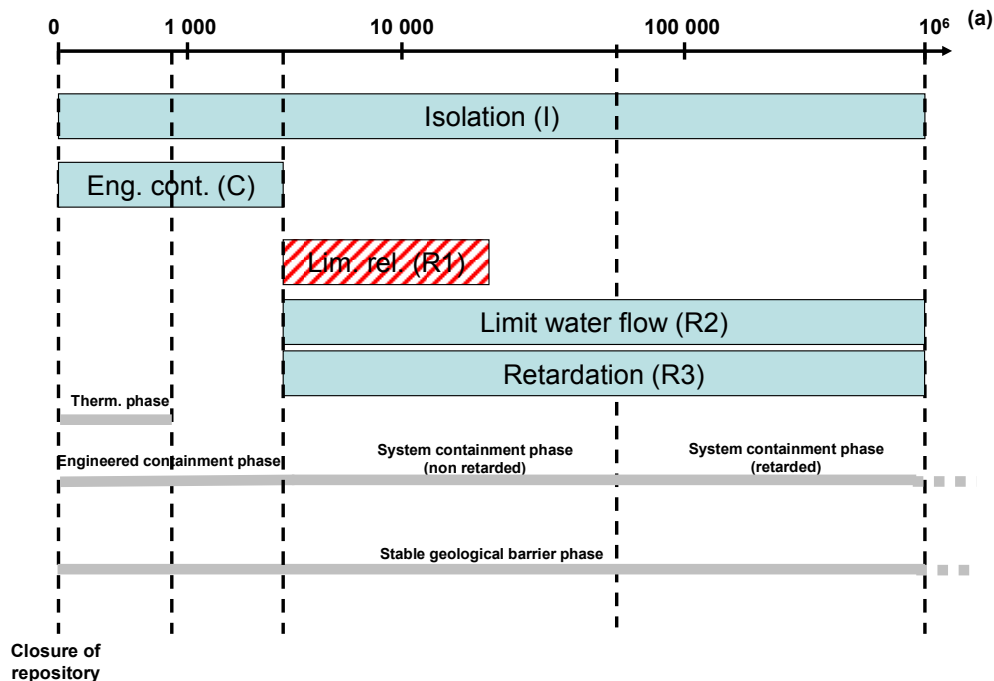 0 1 000 10 000 100 000 10⁶ (a)
Isolation (I)
Eng. cont. (C)
Lim. rel. (R1)
Limit water flow (R2)
Retardation (R3)
Therm. phase
Engineered containment phase
System containment phase
(non retarded)
System containment phase
(retarded)
Stable geological barrier phase
Closure of
repository